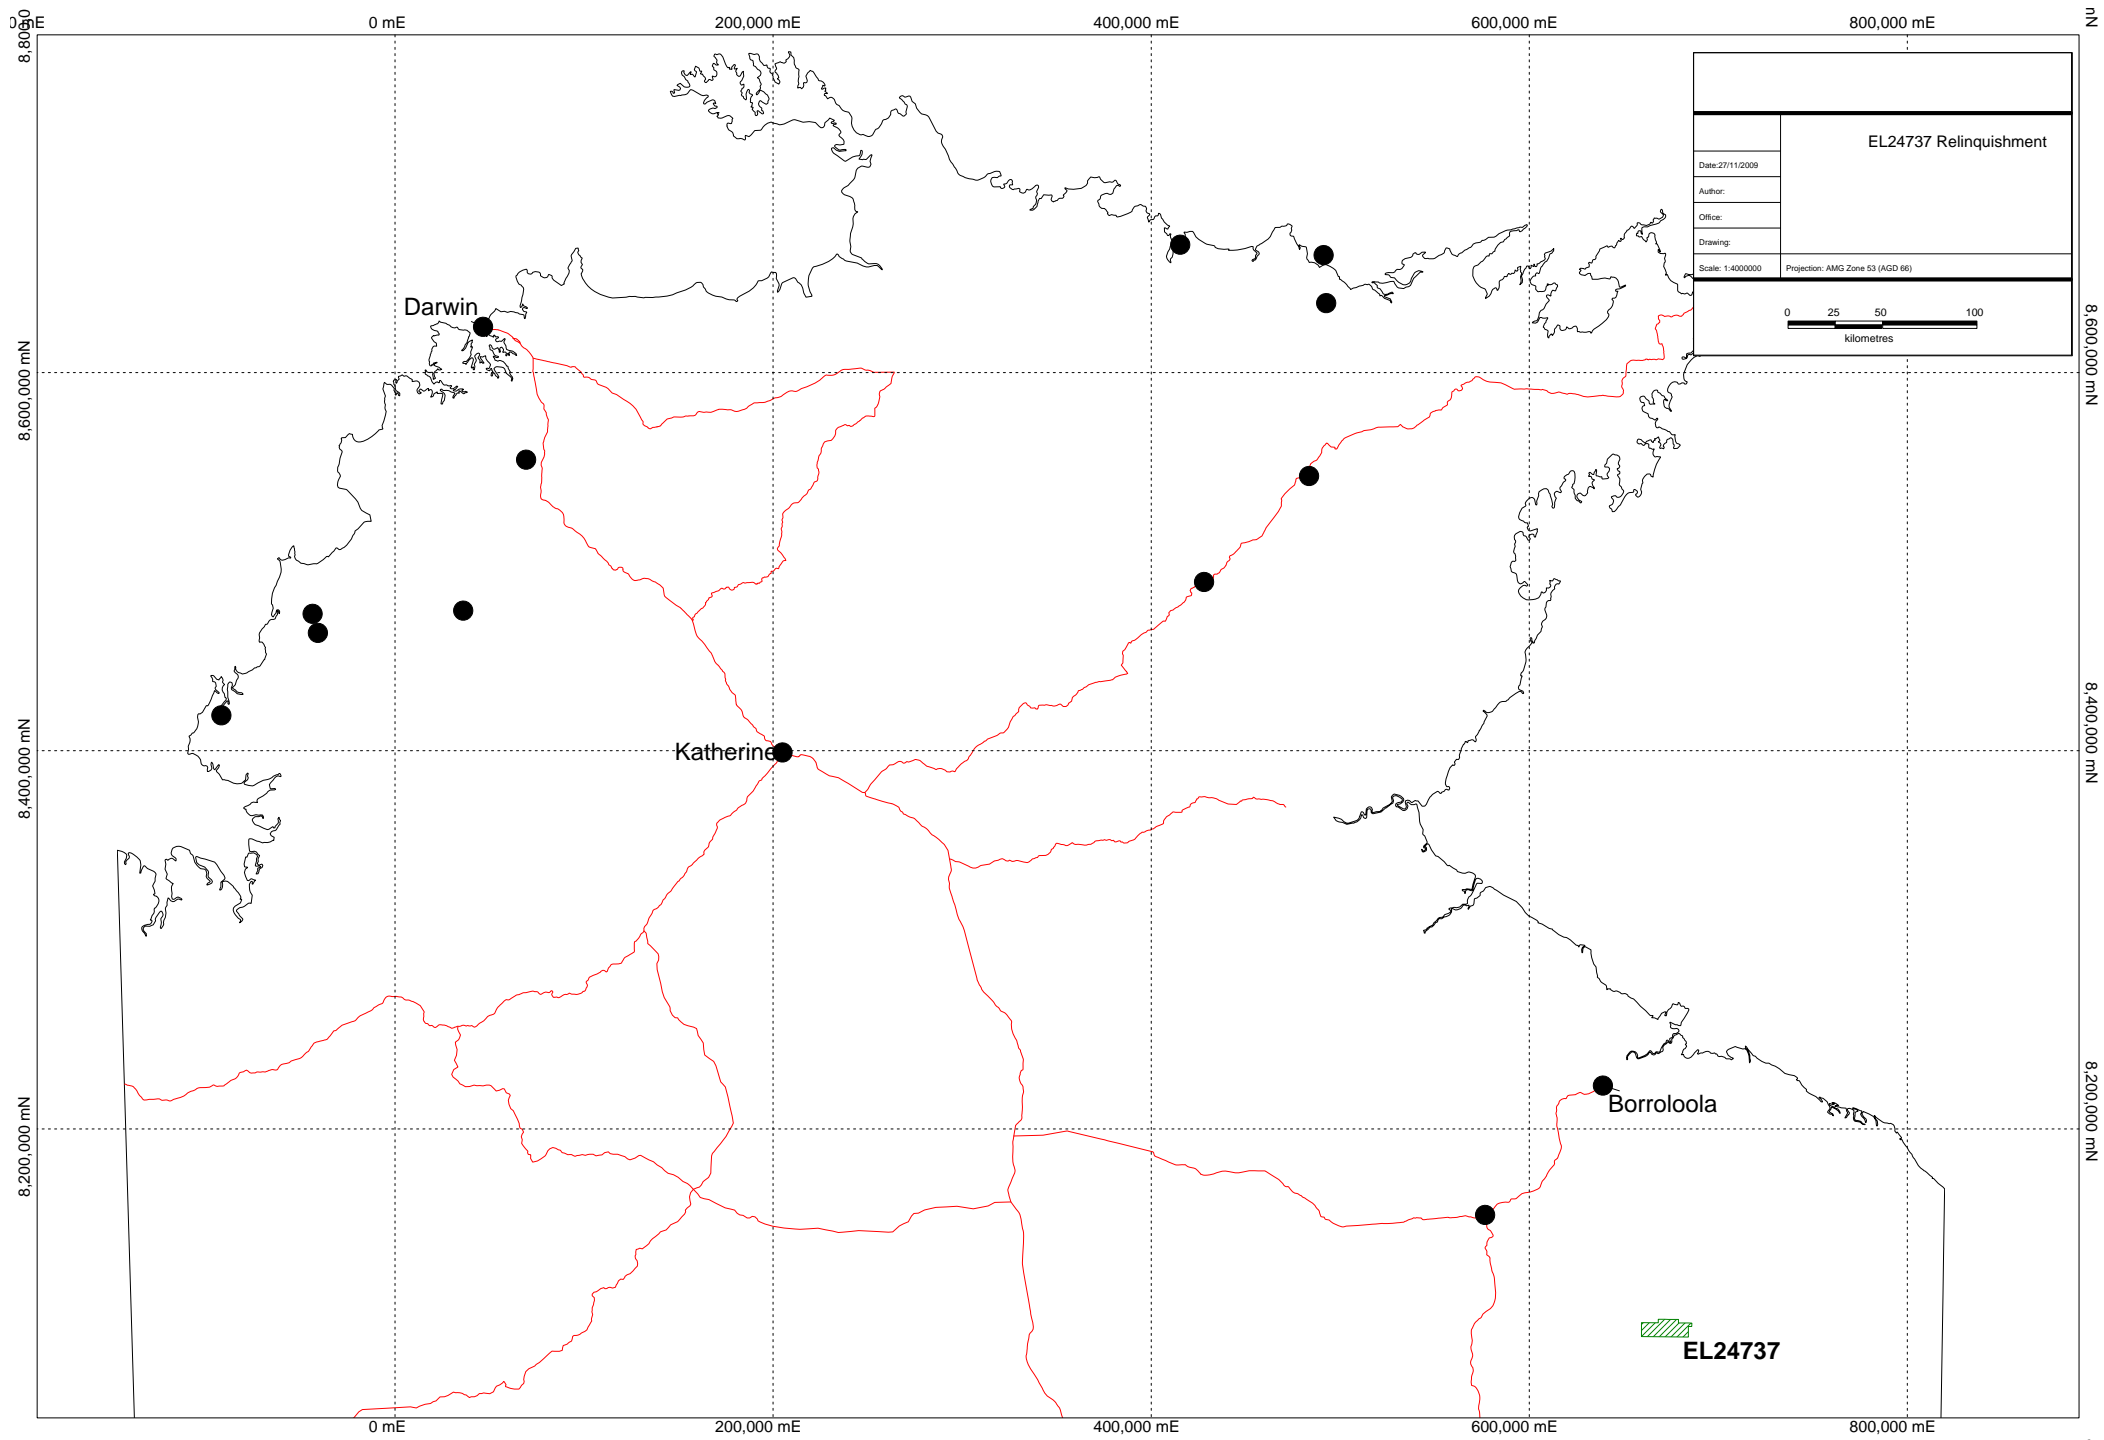 0 mE
200,000 mE
400,000 mE
600,000 mE
800,000 mE
EL24737 Relinquishment
Date:27/11/2009
Author:
Office:
Drawing:
Scale: 1:4000000
Projection: AMG Zone 53 (AGD 66)
0 25 50 100
kilometres
Darwin
8,600,000 mN
8,600,000 mN
Katherine
8,400,000 mN
8,400,000 mN
Borroloola
8,200,000 mN
8,200,000 mN
EL24737
0 mE
200,000 mE
400,000 mE
600,000 mE
800,000 mE